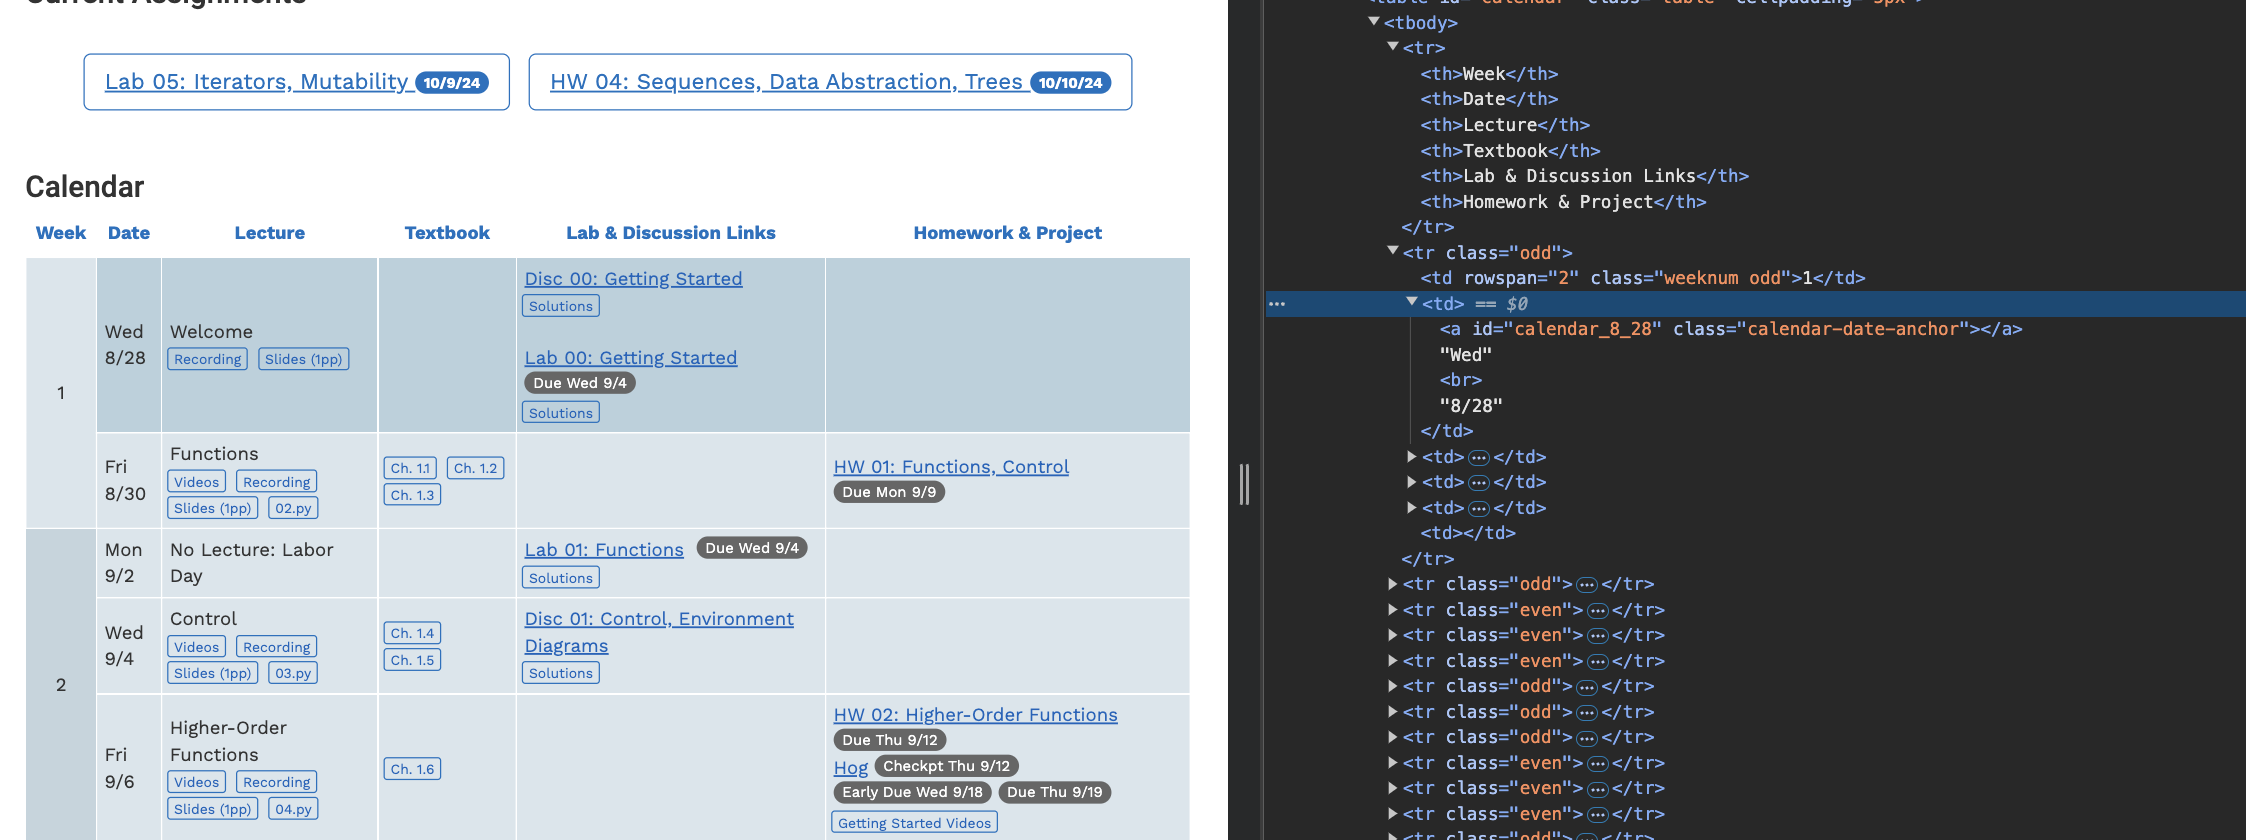 Current Assignments
Lab 05: Iterators, Mutability 10/9/24
HW 04: Sequences, Data Abstraction, Trees 10/10/24
Calendar
Week Date Lecture Textbook Lab & Discussion Links Homework & Project
1
Wed
8/28
Welcome
Recording Slides (1pp)
Disc 00: Getting Started
Solutions
Lab 00: Getting Started
Due Wed 9/4
Solutions
Fri
8/30
Functions
Videos Recording
Slides (1pp) 02.py
Ch. 1.1 Ch. 1.2
Ch. 1.3
HW 01: Functions, Control
Due Mon 9/9
2
Mon
9/2
No Lecture: Labor
Day
Lab 01: Functions Due Wed 9/4
Solutions
Wed
9/4
Control
Videos Recording
Slides (1pp) 03.py
Ch. 1.4
Ch. 1.5
Disc 01: Control, Environment
Diagrams
Solutions
Fri
9/6
Higher-Order
Functions
Videos Recording
Slides (1pp) 04.py
Ch. 1.6
HW 02: Higher-Order Functions
Due Thu 9/12
Hog Checkpt Thu 9/12
Early Due Wed 9/18 Due Thu 9/19
Getting Started Videos
<table id="calendar" class="table" cellpadding="5px">
<tbody>
<tr>
<th>Week</th>
<th>Date</th>
<th>Lecture</th>
<th>Textbook</th>
<th>Lab & Discussion Links</th>
<th>Homework & Project</th>
</tr>
<tr class="odd">
<td rowspan="2" class="weeknum odd">1</td>
<td> == $0
<a id="calendar_8_28" class="calendar-date-anchor"></a>
"Wed"
<br>
"8/28"
</td>
<td>…</td>
<td>…</td>
<td>…</td>
<td></td>
</tr>
<tr class="odd">…</tr>
<tr class="even">…</tr>
<tr class="even">…</tr>
<tr class="even">…</tr>
<tr class="odd">…</tr>
<tr class="odd">…</tr>
<tr class="odd">…</tr>
<tr class="even">…</tr>
<tr class="even">…</tr>
<tr class="even">…</tr>
<tr class="odd">…</tr>